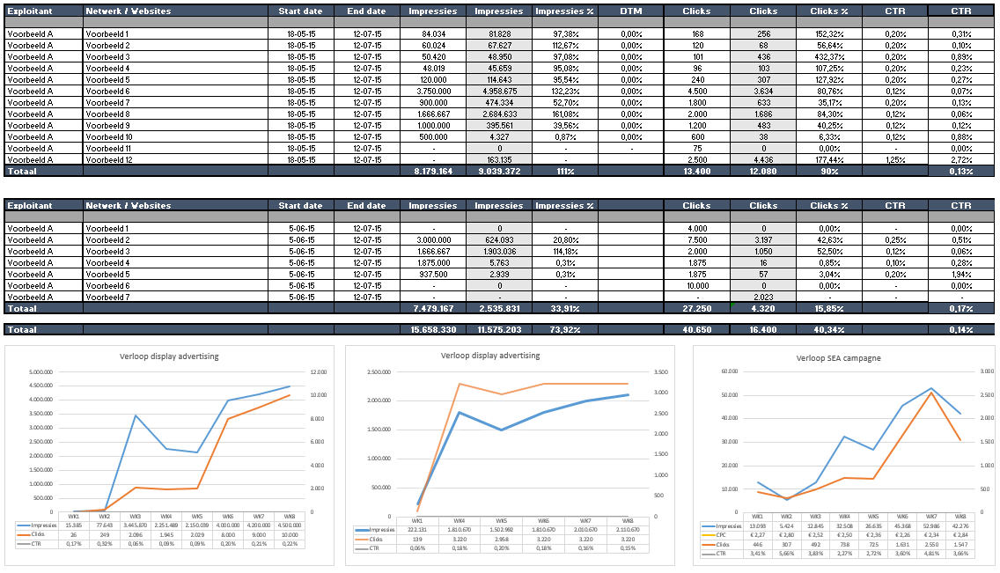 Exploitant Netwerk / Websites Start date End date Impressies Impressies Impressies % DTM Clicks Clicks Clicks % CTR CTR
Voorbeeld A Voorbeeld 1 18-05-15 12-07-15 84.034 81.828 97,38% 0,00% 168 256 152,32% 0,20% 0,31%
Voorbeeld A Voorbeeld 2 18-05-15 12-07-15 60.024 67.627 112,67% 0,00% 120 68 56,64% 0,20% 0,10%
Voorbeeld A Voorbeeld 3 18-05-15 12-07-15 50.420 48.950 97,08% 0,00% 101 436 432,37% 0,20% 0,89%
Voorbeeld A Voorbeeld 4 18-05-15 12-07-15 48.019 45.659 95,08% 0,00% 96 103 107,25% 0,20% 0,23%
Voorbeeld A Voorbeeld 5 18-05-15 12-07-15 120.000 114.643 95,54% 0,00% 240 307 127,92% 0,20% 0,27%
Voorbeeld A Voorbeeld 6 18-05-15 12-07-15 3.750.000 4.958.675 132,23% 0,00% 4.500 3.634 80,76% 0,12% 0,07%
Voorbeeld A Voorbeeld 7 18-05-15 12-07-15 900.000 474.334 52,70% 0,00% 1.800 633 35,17% 0,20% 0,13%
Voorbeeld A Voorbeeld 8 18-05-15 12-07-15 1.666.667 2.684.633 161,08% 0,00% 2.000 1.686 84,30% 0,12% 0,06%
Voorbeeld A Voorbeeld 9 18-05-15 12-07-15 1.000.000 395.561 39,56% 0,00% 1.200 483 40,25% 0,12% 0,12%
Voorbeeld A Voorbeeld 10 18-05-15 12-07-15 500.000 4.327 0,87% 0,00% 600 38 6,33% 0,12% 0,88%
Voorbeeld A Voorbeeld 11 18-05-15 12-07-15 - 0 - - 75 0 0,00% - 0,00%
Voorbeeld A Voorbeeld 12 18-05-15 12-07-15 - 163.135 - - 2.500 4.436 177,44% 1,25% 2,72%
Totaal 8.179.164 9.039.372 111% 13.400 12.080 90% 0,13%
Exploitant Netwerk / Websites Start date End date Impressies Impressies Impressies % Clicks Clicks Clicks % CTR CTR
Voorbeeld A Voorbeeld 1 5-06-15 12-07-15 - 0 - 4.000 0 0,00% - 0,00%
Voorbeeld A Voorbeeld 2 5-06-15 12-07-15 3.000.000 624.093 20,80% 7.500 3.197 42,63% 0,25% 0,51%
Voorbeeld A Voorbeeld 3 5-06-15 12-07-15 1.666.667 1.903.036 114,18% 2.000 1.050 52,50% 0,12% 0,06%
Voorbeeld A Voorbeeld 4 5-06-15 12-07-15 1.875.000 5.763 0,31% 1.875 16 0,85% 0,10% 0,28%
Voorbeeld A Voorbeeld 5 5-06-15 12-07-15 937.500 2.939 0,31% 1.875 57 3,04% 0,20% 1,94%
Voorbeeld A Voorbeeld 6 5-06-15 12-07-15 - 0 - 10.000 0 0,00% - 0,00%
Voorbeeld A Voorbeeld 7 5-06-15 12-07-15 - - - 2.023 - - -
Totaal 7.479.167 2.535.831 33,91% 27.250 4.320 15,85% 0,17%
Totaal 15.658.330 11.575.203 73,92% 40.650 16.400 40,34% 0,14%
Verloop display advertising
5.000.000 12.000
4.500.000
4.000.000 10.000
3.500.000
3.000.000 8.000
2.500.000 6.000
2.000.000
1.500.000 4.000
1.000.000 2.000
500.000
0 0
WK1 WK2 WK3 WK4 WK5 WK6 WK7 WK8
Impressies 15.385 77.643 3.445.870 2.251.489 2.150.039 4.000.000 4.200.000 4.500.000
Clicks 26 249 2.096 1.945 2.029 8.000 9.000 10.000
CTR 0,17% 0,32% 0,06% 0,09% 0,09% 0,20% 0,21% 0,22%
Verloop display advertising
2.500.000 3.500
2.000.000 3.000
2.500
1.500.000 2.000
1.000.000 1.500
1.000
500.000 500
0 0
WK1 WK4 WK5 WK6 WK7 WK8
Impressies 222.131 1.810.670 1.502.992 1.810.670 2.010.670 2.110.670
Clicks 139 3.220 2.958 3.220 3.220 3.220
CTR 0,06% 0,18% 0,20% 0,18% 0,16% 0,15%
Verloop SEA campagne
60.000 3.000
50.000 2.500
40.000 2.000
30.000 1.500
20.000 1.000
10.000 500
0 0
WK1 WK2 WK3 WK4 WK5 WK6 WK7 WK8
Impressies 13.093 5.424 12.845 32.508 26.635 45.368 52.986 42.276
CPC € 2,27 € 2,80 € 2,52 € 2,50 € 2,36 € 2,26 € 2,34 € 2,84
Clicks 446 307 492 738 725 1.631 2.550 1.547
CTR 3,41% 5,66% 3,83% 2,27% 2,72% 3,60% 4,81% 3,66%